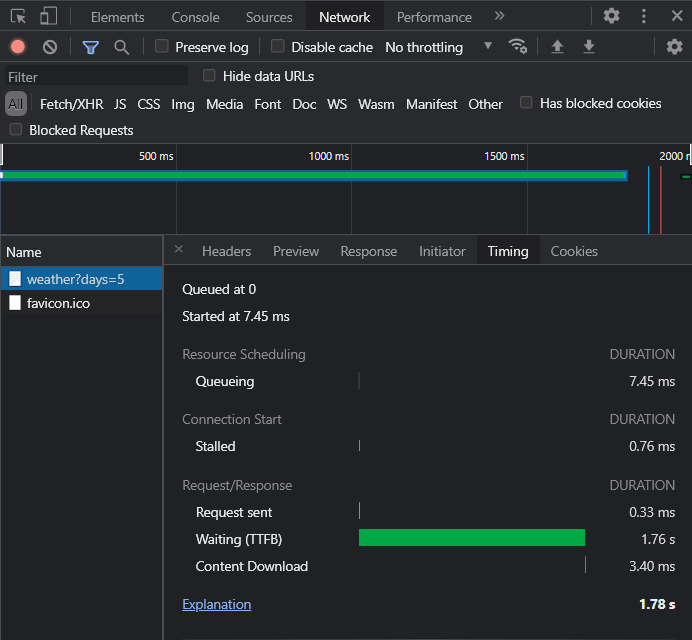 Elements Console Sources Network Performance »
Preserve log Disable cache No throttling
Filter Hide data URLs
All Fetch/XHR JS CSS Img Media Font Doc WS Wasm Manifest Other Has blocked cookies
Blocked Requests
500 ms 1000 ms 1500 ms 2000 m
Name × Headers Preview Response Initiator Timing Cookies
weather?days=5
favicon.ico
Queued at 0
Started at 7.45 ms
Resource Scheduling DURATION
Queueing 7.45 ms
Connection Start DURATION
Stalled 0.76 ms
Request/Response DURATION
Request sent 0.33 ms
Waiting (TTFB) 1.76 s
Content Download 3.40 ms
Explanation 1.78 s